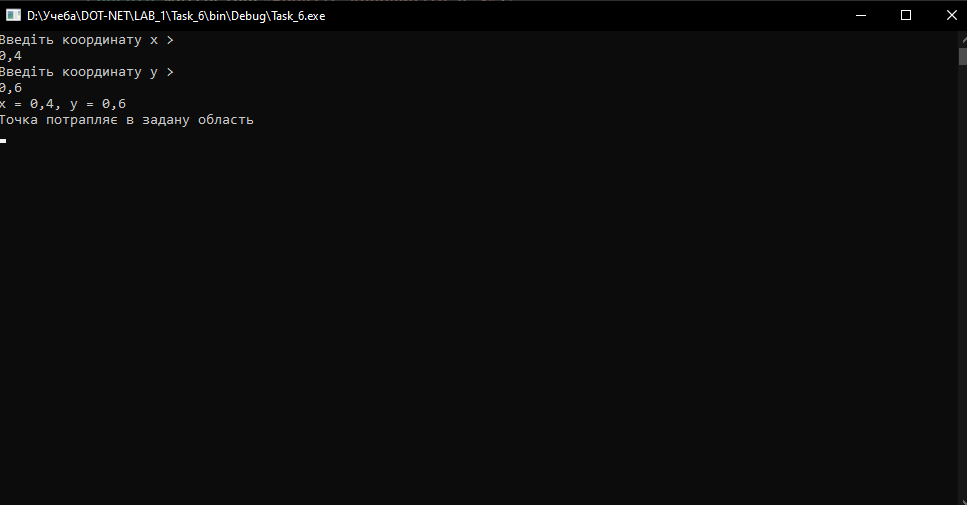 D:\Учеба\DOT-NET\LAB_1\Task_6\bin\Debug\Task_6.exe
Введіть координату x >
0,4
Введіть координату y >
0,6
x = 0,4, y = 0,6
Точка потрапляє в задану область